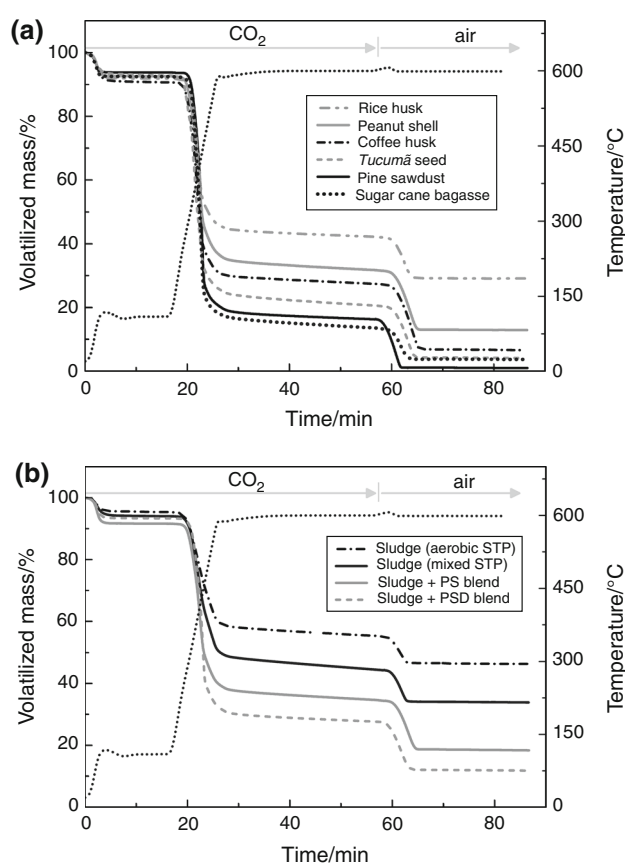 (a)
CO2
air
100
80
60
40
20
0
Volatilized mass/%
Rice husk
Peanut shell
Coffee husk
Tucumã seed
Pine sawdust
Sugar cane bagasse
600
450
300
150
0
Temperature/°C
0 20 40 60 80
Time/min
(b)
CO2
air
100
80
60
40
20
0
Volatilized mass/%
Sludge (aerobic STP)
Sludge (mixed STP)
Sludge + PS blend
Sludge + PSD blend
600
450
300
150
0
Temperature/°C
0 20 40 60 80
Time/min